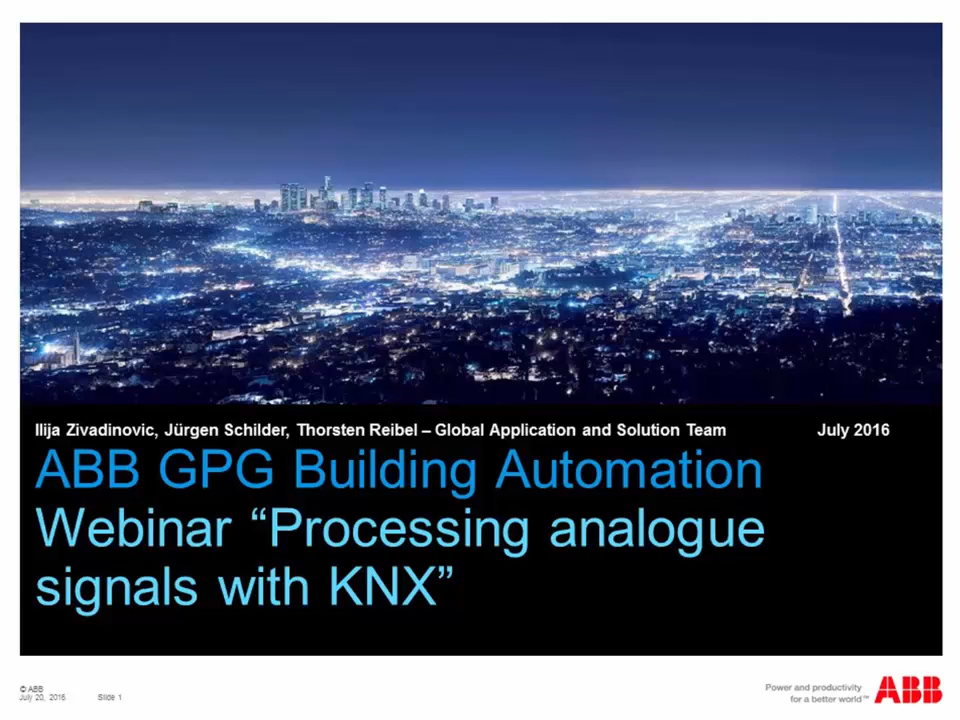 Ilija Zivadinovic, Jürgen Schilder, Thorsten Reibel – Global Application and Solution Team July 2016
ABB GPG Building Automation
Webinar “Processing analogue
signals with KNX”
© ABB
July 20, 2016 Slide 1
Power and productivity
for a better world™
ABB